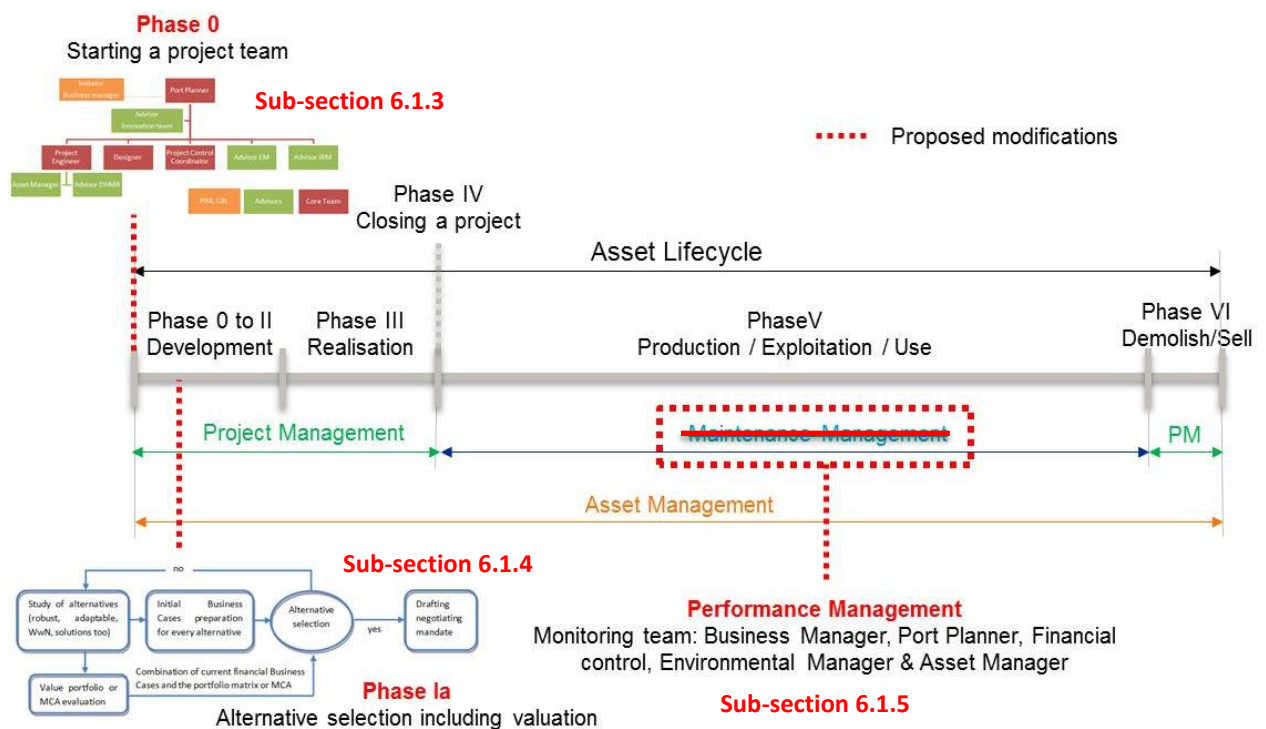 Phase 0
Starting a project team
Initiator
Business manager
Port Planner
Sub-section 6.1.3
Advisor
Innovation team
Project
Engineer
Designer
Project Control
Coordinator
Advisor EM
Advisor IRM
Asset Manager
Advisor DHMR
Advisors
Core Team
Proposed modifications
Phase IV
Closing a project
Asset Lifecycle
Phase 0 to II
Development
Phase III
Realisation
PhaseV
Production / Exploitation / Use
Phase VI
Demolish/Sell
Project Management
Maintenance Management
PM
Asset Management
no
Sub-section 6.1.4
Study of alternatives
(robust, adaptable,
WwN, solutions too)
Initial Business
Cases preparation
for every alternative
Alternative
selection
yes
Drafting
negotiating
mandate
Value portfolio or
MCA evaluation
Combination of current financial Business
Cases and the portfolio matrix or MCA
Phase Ia
Alternative selection including valuation
Performance Management
Monitoring team: Business Manager, Port Planner, Financial
control, Environmental Manager & Asset Manager
Sub-section 6.1.5